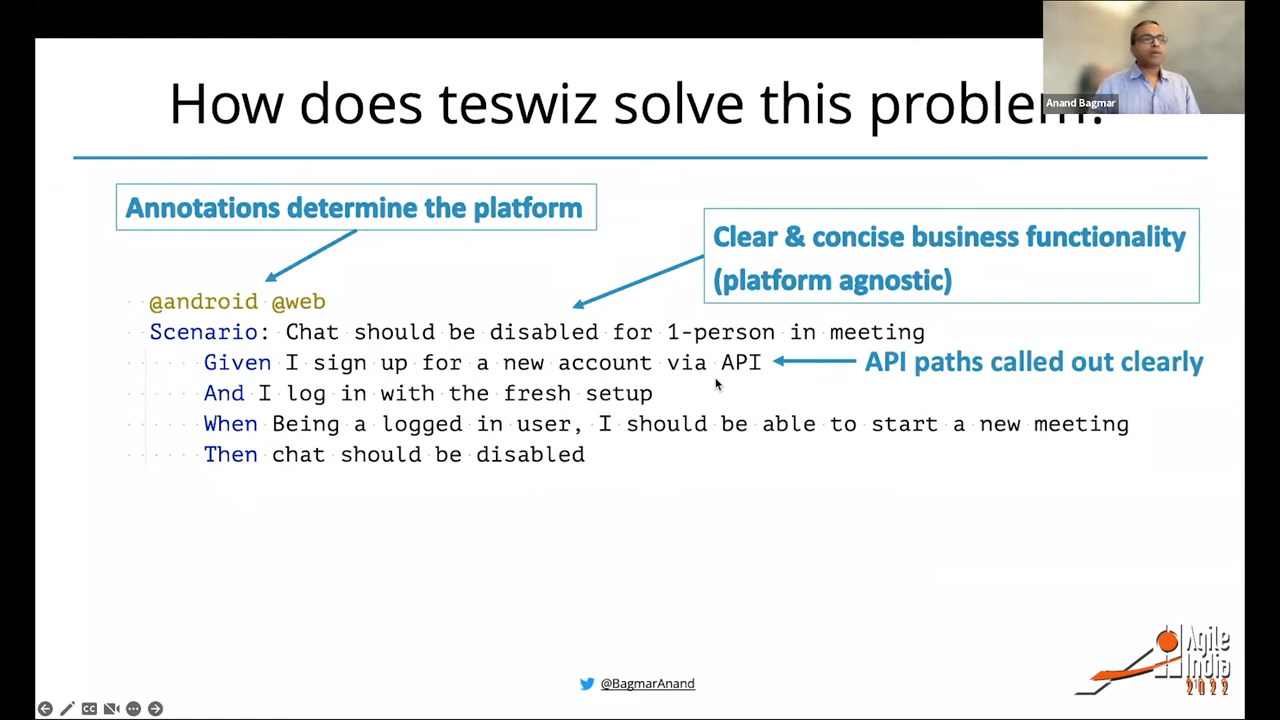 How does teswiz solve this problem?
Anand Bagmar
Annotations determine the platform
Clear & concise business functionality
(platform agnostic)
@android @web
Scenario: Chat should be disabled for 1-person in meeting
Given I sign up for a new account via API
API paths called out clearly
And I log in with the fresh setup
When Being a logged in user, I should be able to start a new meeting
Then chat should be disabled
@BagmarAnand
Agile
India
2022
CC